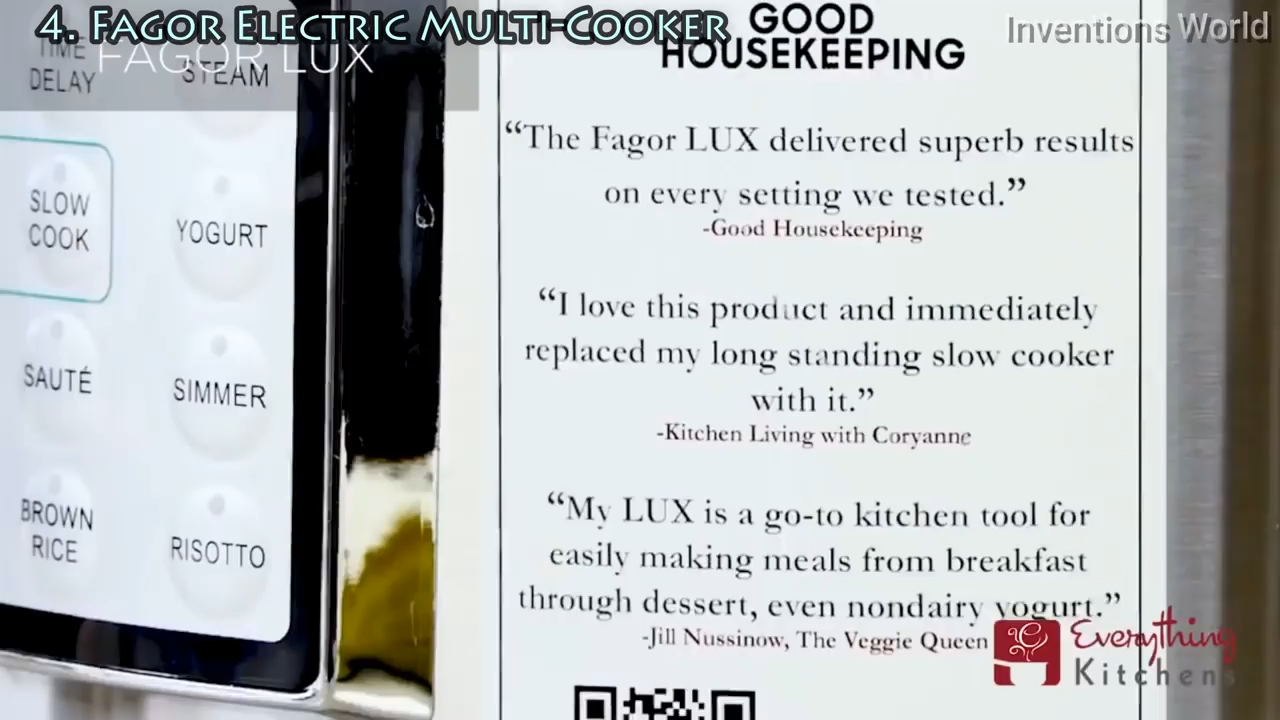 4. Fagor Electric Multi-Cooker
FAGOR LUX
Inventions World
TIME
DELAY
STEAM
SLOW
COOK
YOGURT
SAUTÉ
SIMMER
BROWN
RICE
RISOTTO
GOOD
HOUSEKEEPING
“The Fagor LUX delivered superb results
on every setting we tested.”
-Good Housekeeping
“I love this product and immediately
replaced my long standing slow cooker
with it.”
-Kitchen Living with Coryanne
“My LUX is a go-to kitchen tool for
easily making meals from breakfast
through dessert, even nondairy yogurt.”
-Jill Nussinow, The Veggie Queen
Everything
Kitchens